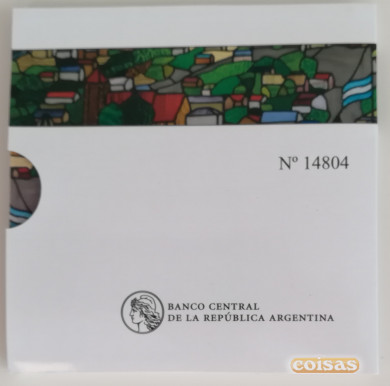 Nº 14804
BANCO CENTRAL
DE LA REPÚBLICA ARGENTINA
coisas